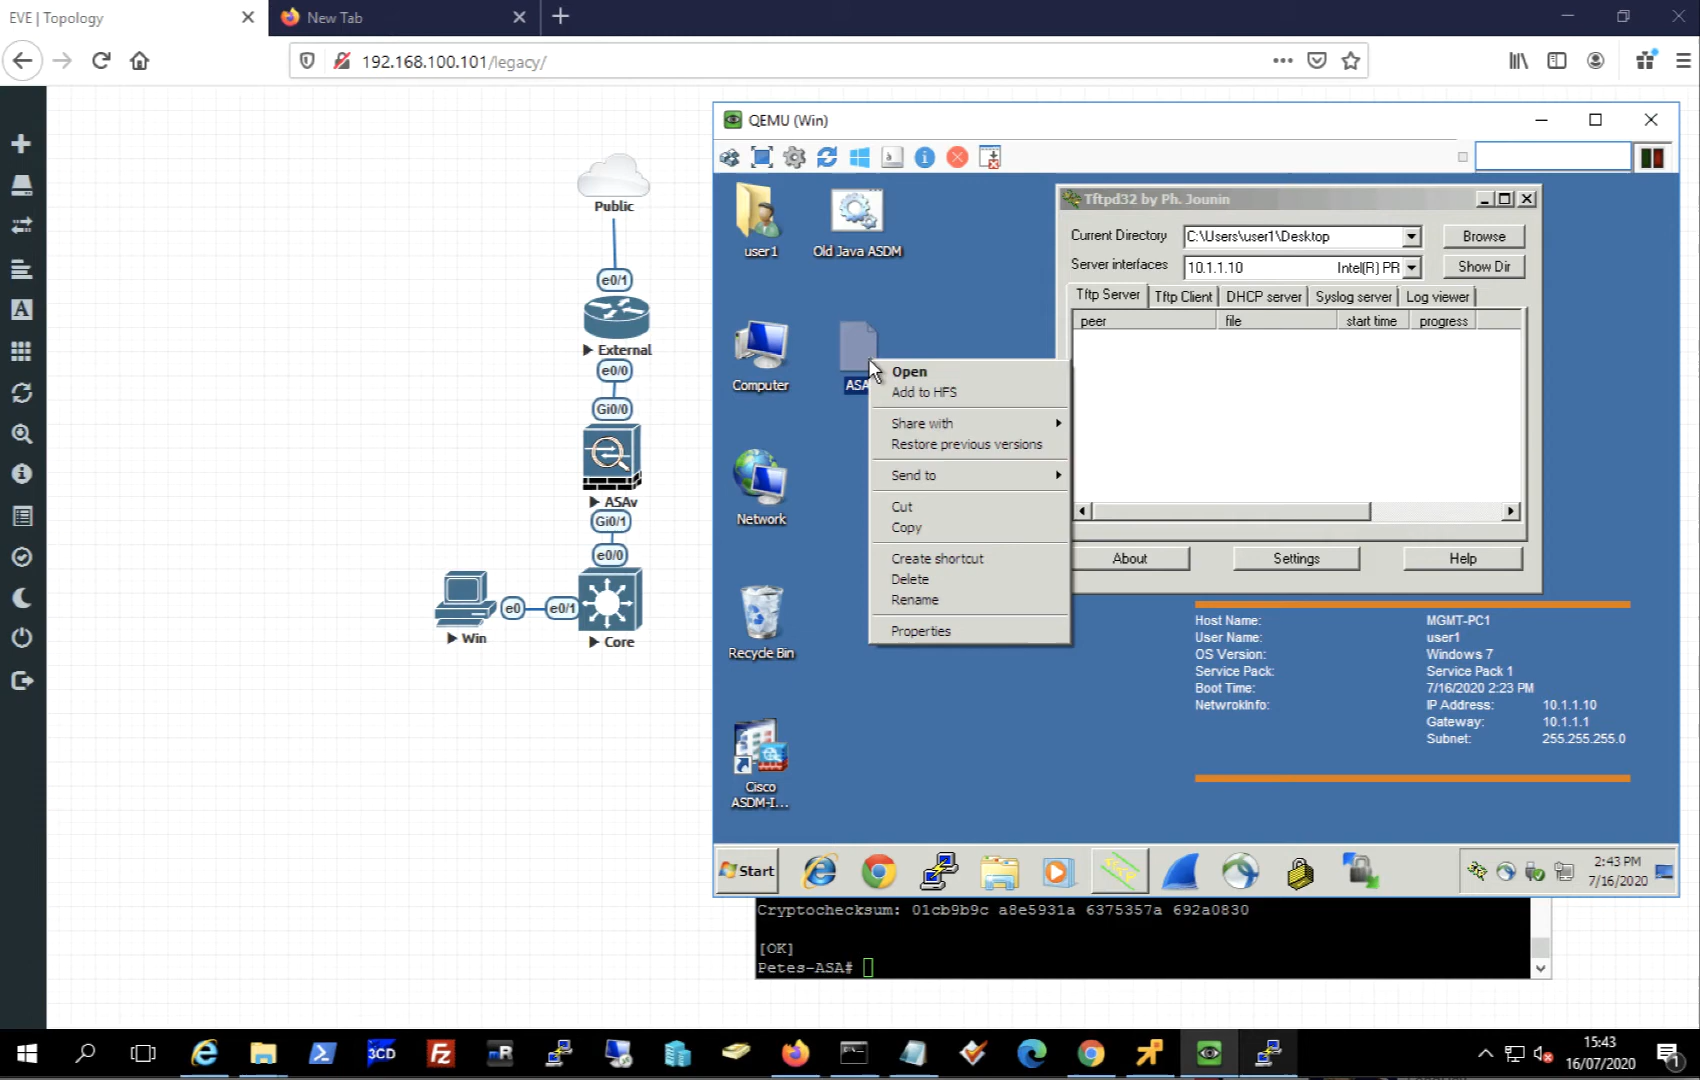 EVE | Topology
New Tab
192.168.100.101/legacy/
QEMU (Win)
Public
e0/1
External
e0/0
Gi0/0
ASAv
Gi0/1
e0/0
e0
e0/1
Win
Core
user1
Old Java ASDM
Computer
ASA
Network
Recycle Bin
Cisco
ASDM-I...
Open
Add to HFS
Share with
Restore previous versions
Send to
Cut
Copy
Create shortcut
Delete
Rename
Properties
Tftpd32 by Ph. Jounin
Current Directory
C:\Users\user1\Desktop
Browse
Server interfaces
10.1.1.10
Intel(R) PR
Show Dir
Tftp Server
Tftp Client
DHCP server
Syslog server
Log viewer
peer
file
start time
progress
About
Settings
Help
Host Name: MGMT-PC1
User Name: user1
OS Version: Windows 7
Service Pack: Service Pack 1
Boot Time: 7/16/2020 2:23 PM
NetwrokInfo: IP Address: 10.1.1.10
Gateway: 10.1.1.1
Subnet: 255.255.255.0
Start
2:43 PM
7/16/2020
Cryptochecksum: 01cb9b9c a8e5931a 6375357a 692a0830
[OK]
Petes-ASA#
3CD
15:43
16/07/2020
1